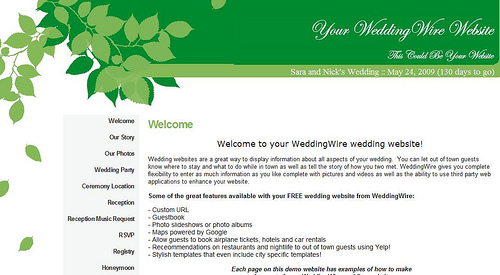 Your WeddingWire Website
This Could Be Your Website
Sara and Nick's Wedding :: May 24, 2009 (130 days to go)
Welcome
Our Story
Our Photos
Wedding Party
Ceremony Location
Reception
Reception Music Request
RSVP
Registry
Honeymoon
Welcome
Welcome to your WeddingWire wedding website!
Wedding websites are a great way to display information about all aspects of your wedding. You can let out of town guests
know where to stay and what to do while in town as well as tell the story of how you met. WeddingWire gives you complete
flexibility to enter as much information as you like complete with pictures and videos as well as the ability to use third party web
applications to enhance your website.
Some of the great features available with your FREE wedding website from WeddingWire:
- Custom URL
- Guestbook
- Photo slideshows or photo albums
- Maps powered by Google
- Allow guests to book airplane tickets, hotels and car rentals
- Receommendations on restaurants and nightlife to out of town guests using Yelp!
- Stylish templates that even include city specific templates!
Each page on this demo website has examples of how to make